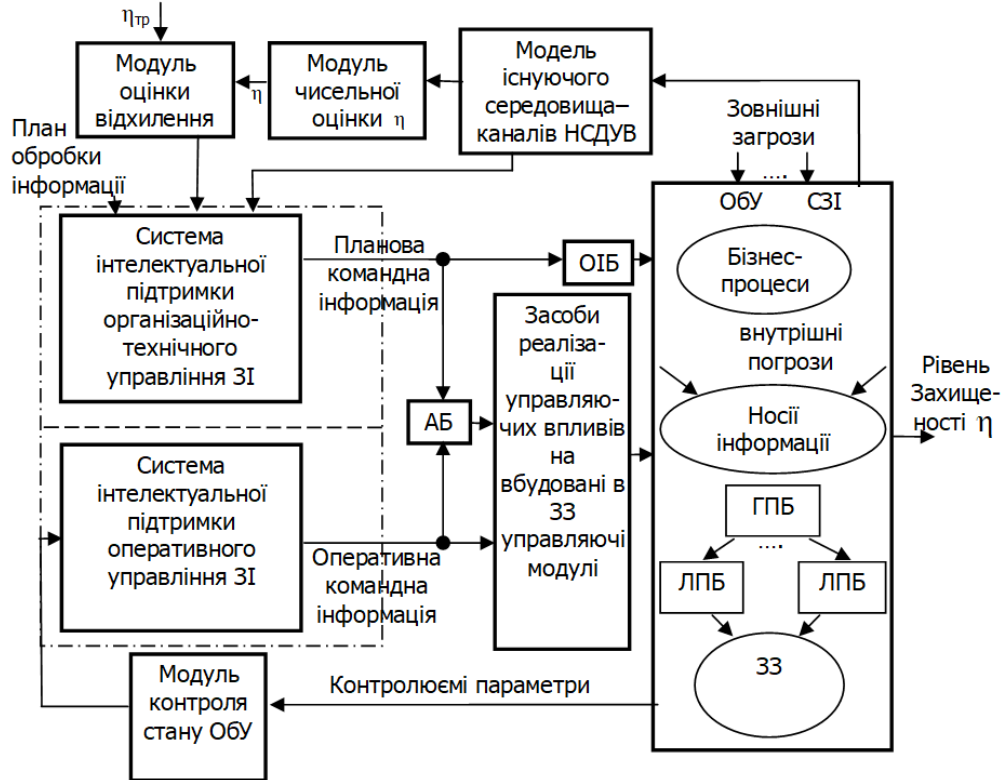 ηтр
Модуль
оцінки
відхилення
η
Модуль
чисельної
оцінки η
Модель
існуючого
середовища–
каналів НСДУВ
План
обробки
інформації
Зовнішні
загрози
....
ОбУ
СЗІ
Система
інтелектуальної
підтримки
організаційно-
технічного
управління ЗІ
Планова
командна
інформація
ОІБ
Бізнес-
процеси
внутрішні
погрози
Засоби
реаліза-
ції
управляю-
чих впливів
на
вбудовані в
ЗЗ
управляючі
модулі
АБ
Носії
інформації
Рівень
Захище-
ності η
Система
інтелектуальної
підтримки
оперативного
управління ЗІ
Оперативна
командна
інформація
ГПБ
....
ЛПБ
ЛПБ
ЗЗ
Модуль
контроля
стану ОбУ
Контролюємі параметри